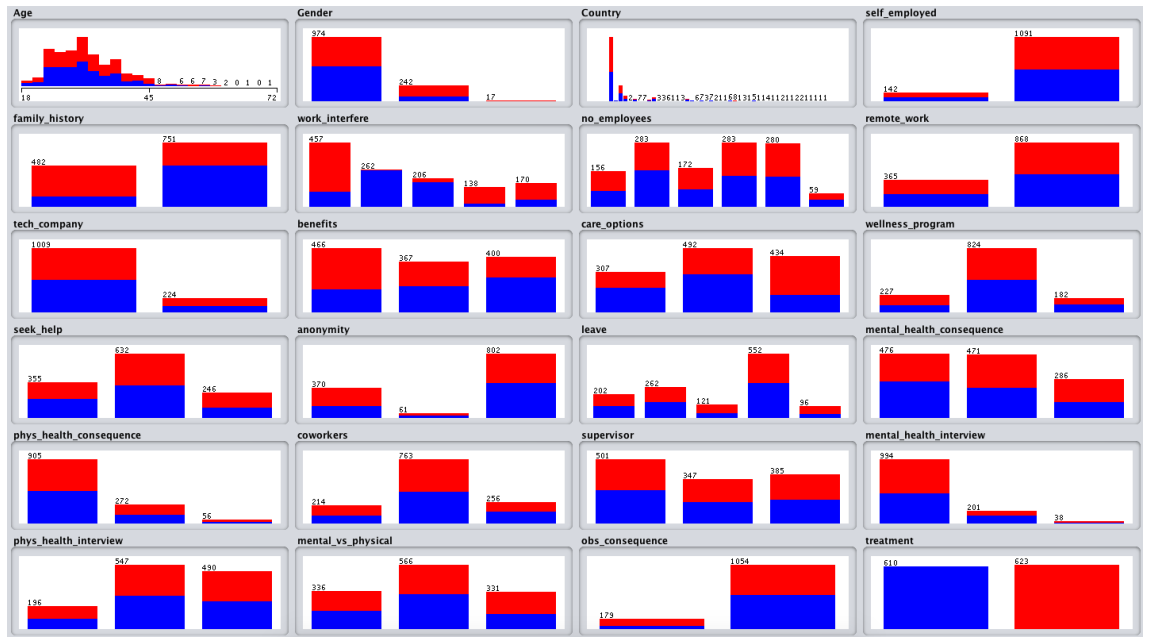 Age
Gender
Country
self_employed
8 6 6 7 3 2 0 1 0 1
18 45 72
974
242
17
142
1091
family_history
work_interfere
no_employees
remote_work
482
751
457
262
206
138
170
156
283
172
283
280
59
365
868
tech_company
benefits
care_options
wellness_program
1009
224
466
367
400
307
492
434
227
824
182
seek_help
anonymity
leave
mental_health_consequence
355
632
246
370
61
802
202
262
121
552
96
476
471
286
phys_health_consequence
coworkers
supervisor
mental_health_interview
905
272
56
214
763
256
501
347
385
994
201
38
phys_health_interview
mental_vs_physical
obs_consequence
treatment
196
547
490
336
566
331
179
1054
610
623